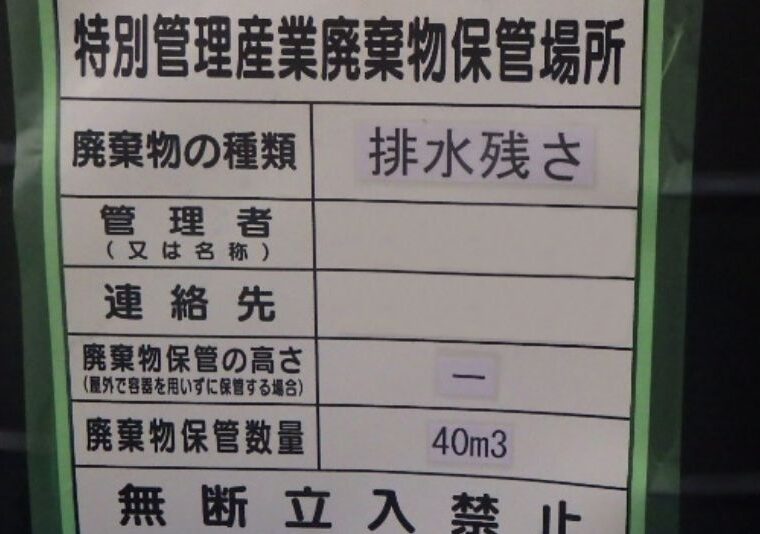 特別管理産業廃棄物保管場所
廃棄物の種類 排水残さ
管理者
(又は名称)
連絡先
廃棄物保管の高さ ー
(屋外で容器を用いずに保管する場合)
廃棄物保管数量 40m3
無断立入禁止